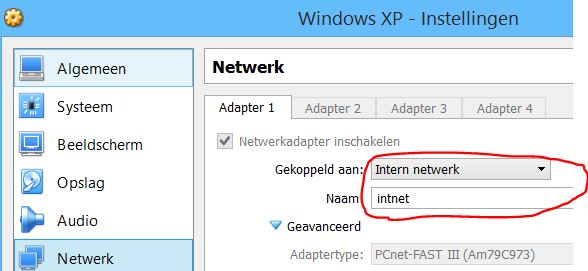 Windows XP - Instellingen
Algemeen
Systeem
Beeldscherm
Opslag
Audio
Netwerk
Netwerk
Adapter 1 Adapter 2 Adapter 3 Adapter 4
Netwerkadapter inschakelen
Gekoppeld aan: Intern netwerk
Naam: intnet
Geavanceerd
Adaptertype: PCnet-FAST III (Am79C973)